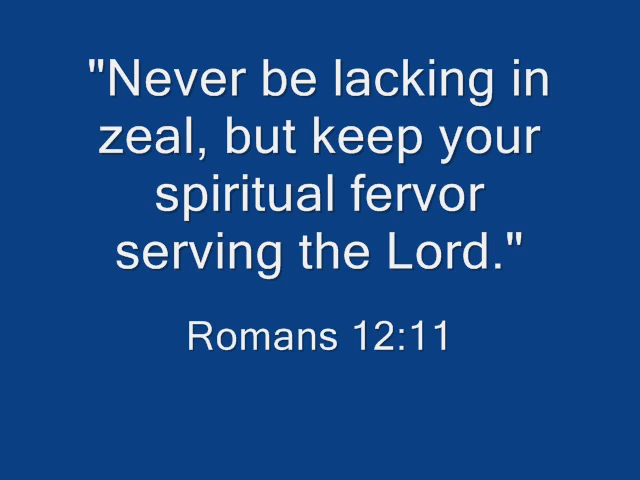 "Never be lacking in
zeal, but keep your
spiritual fervor
serving the Lord."
Romans 12:11